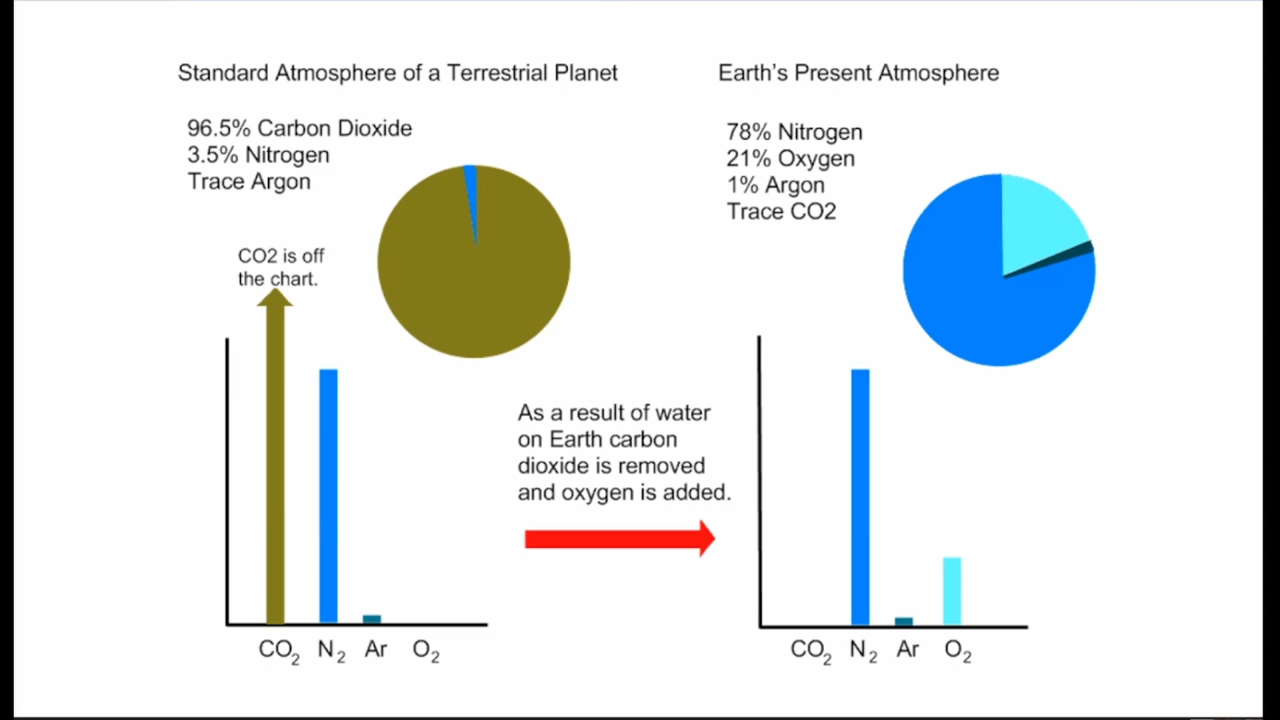 Standard Atmosphere of a Terrestrial Planet
96.5% Carbon Dioxide
3.5% Nitrogen
Trace Argon
CO2 is off
the chart.
CO₂ N₂ Ar O₂
As a result of water
on Earth carbon
dioxide is removed
and oxygen is added.
Earth's Present Atmosphere
78% Nitrogen
21% Oxygen
1% Argon
Trace CO2
CO₂ N₂ Ar O₂